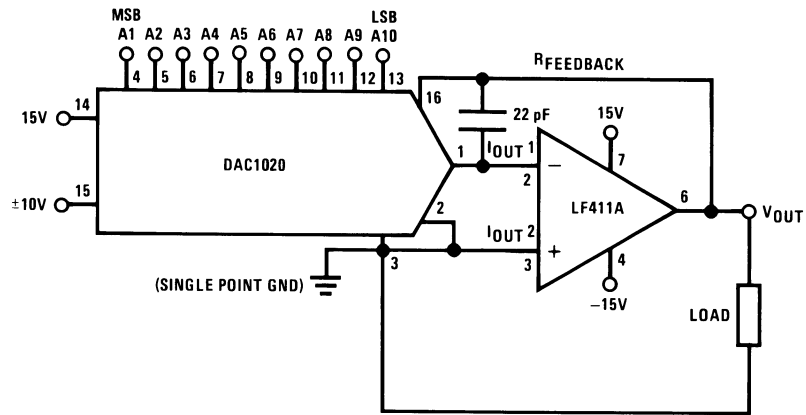 MSB LSB
A1 A2 A3 A4 A5 A6 A7 A8 A9 A10
4 5 6 7 8 9 10 11 12 13
RFEEDBACK
16
14
15V
22 pF
15V
DAC1020
1
IOUT 1
7
2
−
6
15
±10V
LF411A
VOUT
2
IOUT 2
+
3
4
3
(SINGLE POINT GND)
−15V
LOAD